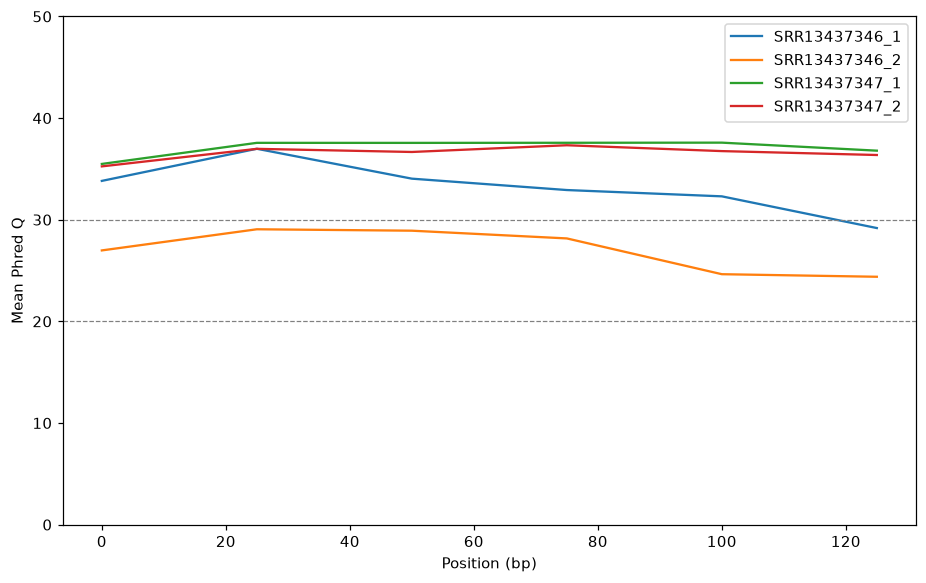 50
40
30
20
10
0
Mean Phred Q
0 20 40 60 80 100 120
Position (bp)
SRR13437346_1
SRR13437346_2
SRR13437347_1
SRR13437347_2